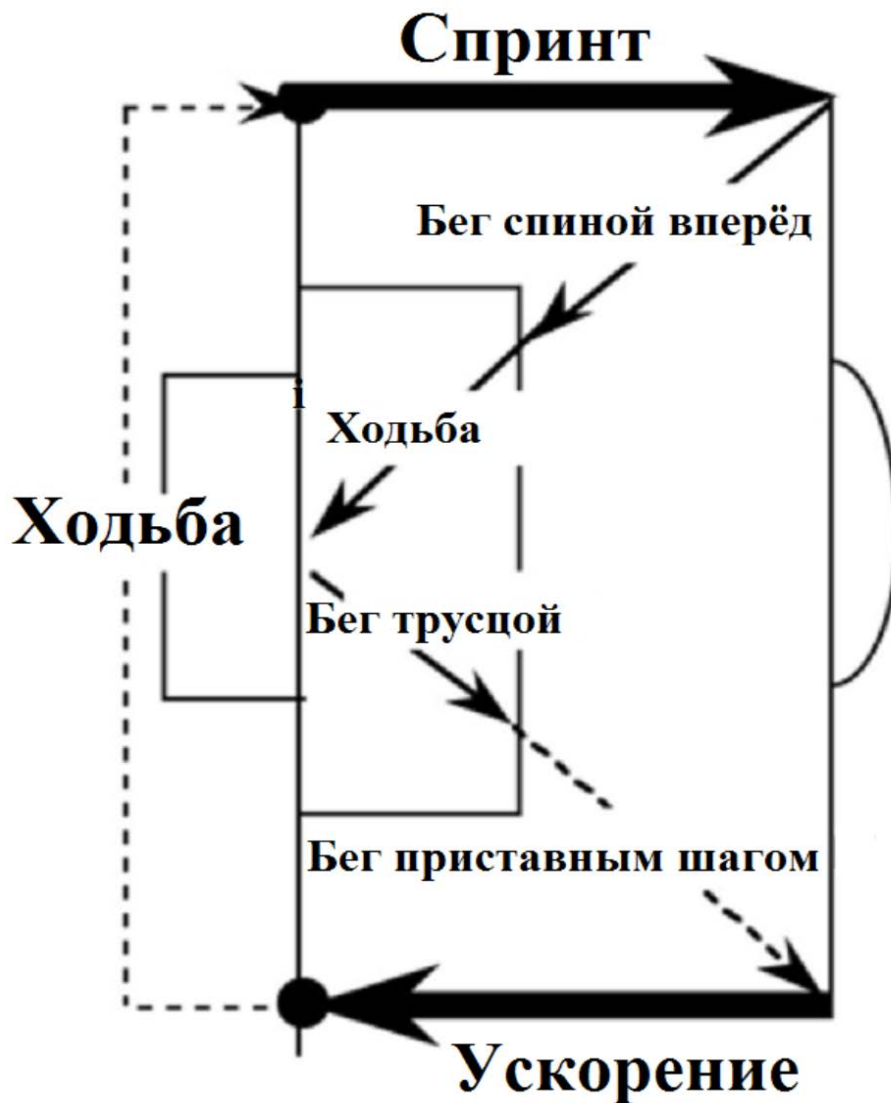 Спринт
Бег спиной вперёд
i
Ходьба
Ходьба
Бег трусцой
Бег приставным шагом
Ускорение